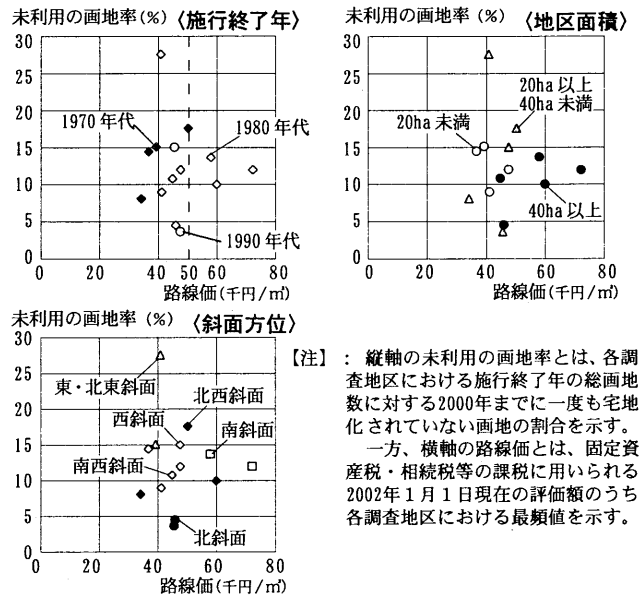 未利用の画地率(%) 〈施行終了年〉
30
25
20
15
10
5
0
1970年代
1980年代
1990年代
0 20 40 50 60 80
路線価(千円/㎡)
未利用の画地率(%) 〈地区面積〉
30
25
20
15
10
5
0
20ha以上
40ha未満
20ha未満
40ha以上
0 20 40 60 80
路線価(千円/㎡)
未利用の画地率(%) 〈斜面方位〉
30
25
20
15
10
5
0
東・北東斜面
北西斜面
西斜面
南斜面
南西斜面
北斜面
0 20 40 60 80
路線価(千円/㎡)
【注】：縦軸の未利用の画地率とは、各調
査地区における施行終了年の総画地
数に対する2000年までに一度も宅地
化されていない画地の割合を示す。
一方、横軸の路線価とは、固定資
産税・相続税等の課税に用いられる
2002年1月1日現在の評価額のうち
各調査地区における最頻値を示す。